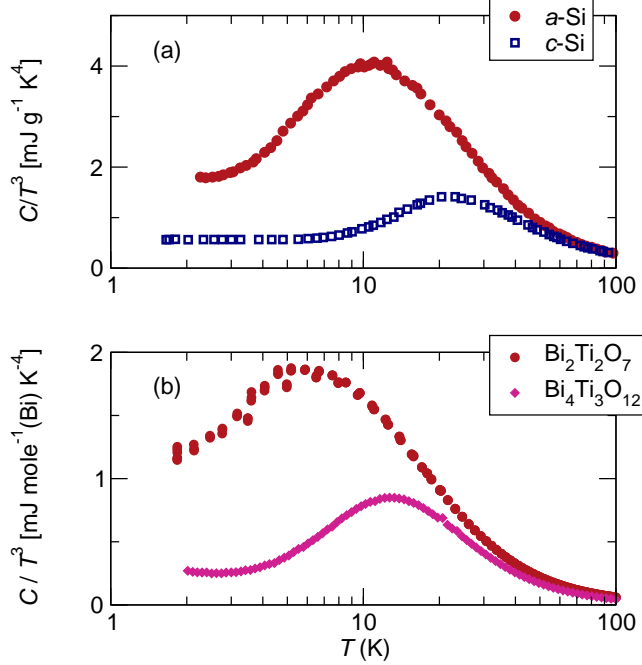 a-Si
c-Si
(a)
C/T³ [mJ g⁻¹ K⁴]
4
2
0
1
10
100
Bi₂Ti₂O₇
Bi₄Ti₃O₁₂
(b)
C / T³ [mJ mole⁻¹(Bi) K⁻⁴]
2
1
0
1
10
100
T (K)